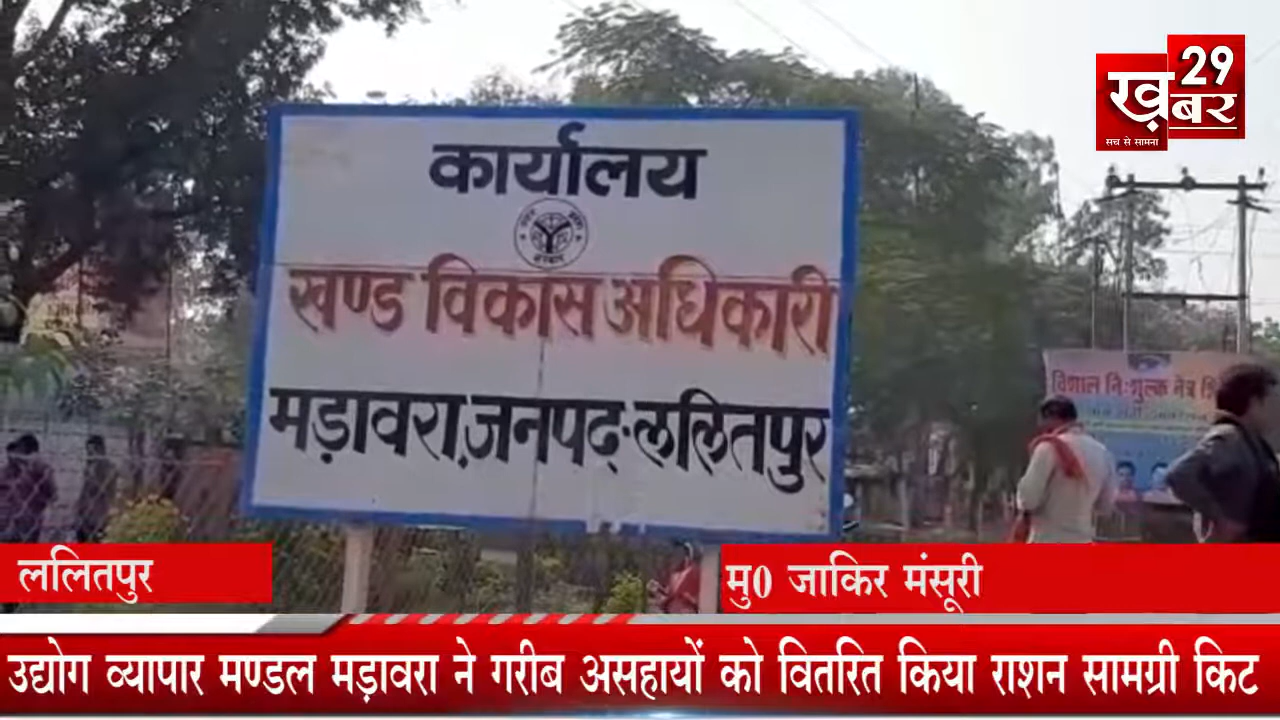 29
ख़बर
सच से सामना
कार्यालय
खण्ड विकास अधिकारी
मड़ावरा,जनपद-ललितपुर
विशाल निःशुल्क नेत्र
ललितपुर
मु0 जाकिर मंसूरी
उद्योग व्यापार मण्डल मड़ावरा ने गरीब असहायों को वितरित किया राशन सामग्री किट